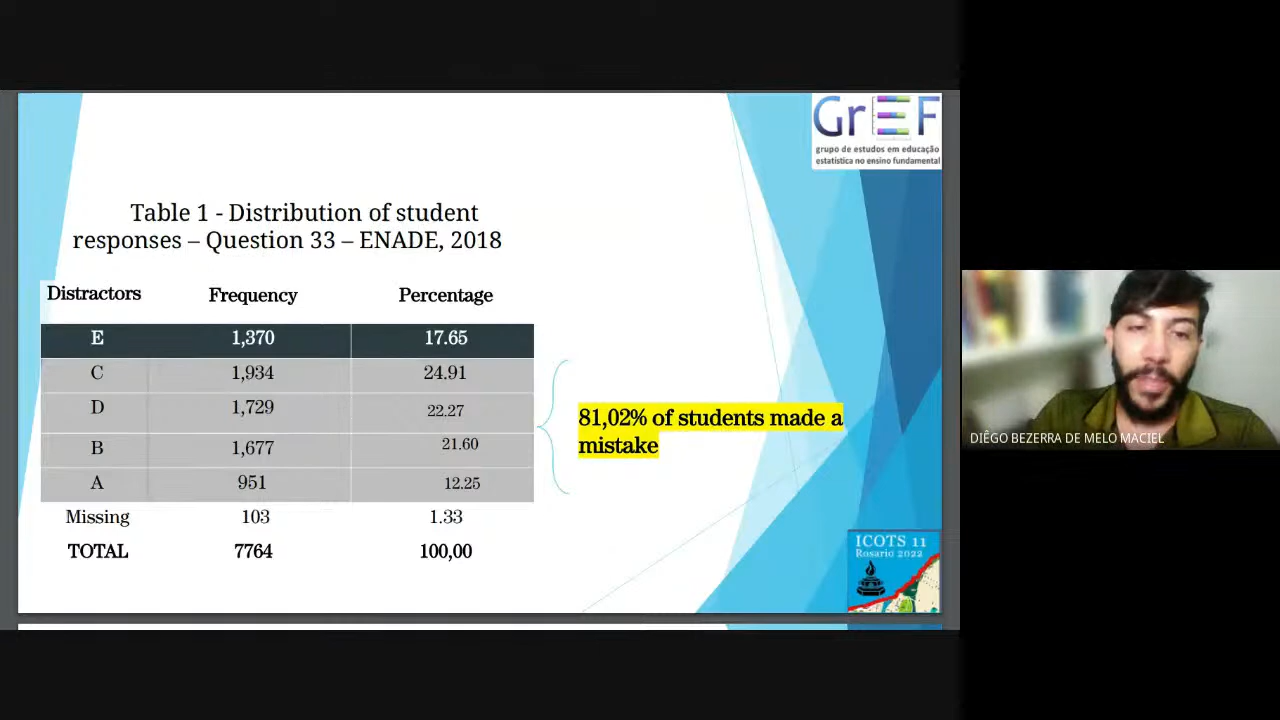 GrEF
grupo de estudos em educação
estatística no ensino fundamental
Table 1 - Distribution of student
responses – Question 33 – ENADE, 2018
Distractors Frequency Percentage
E 1,370 17.65
C 1,934 24.91
D 1,729 22.27
B 1,677 21.60
A 951 12.25
Missing 103 1.33
TOTAL 7764 100,00
81,02% of students made a
mistake
ICOTS 11
Rosario 2022
DIÊGO BEZERRA DE MELO MACIEL